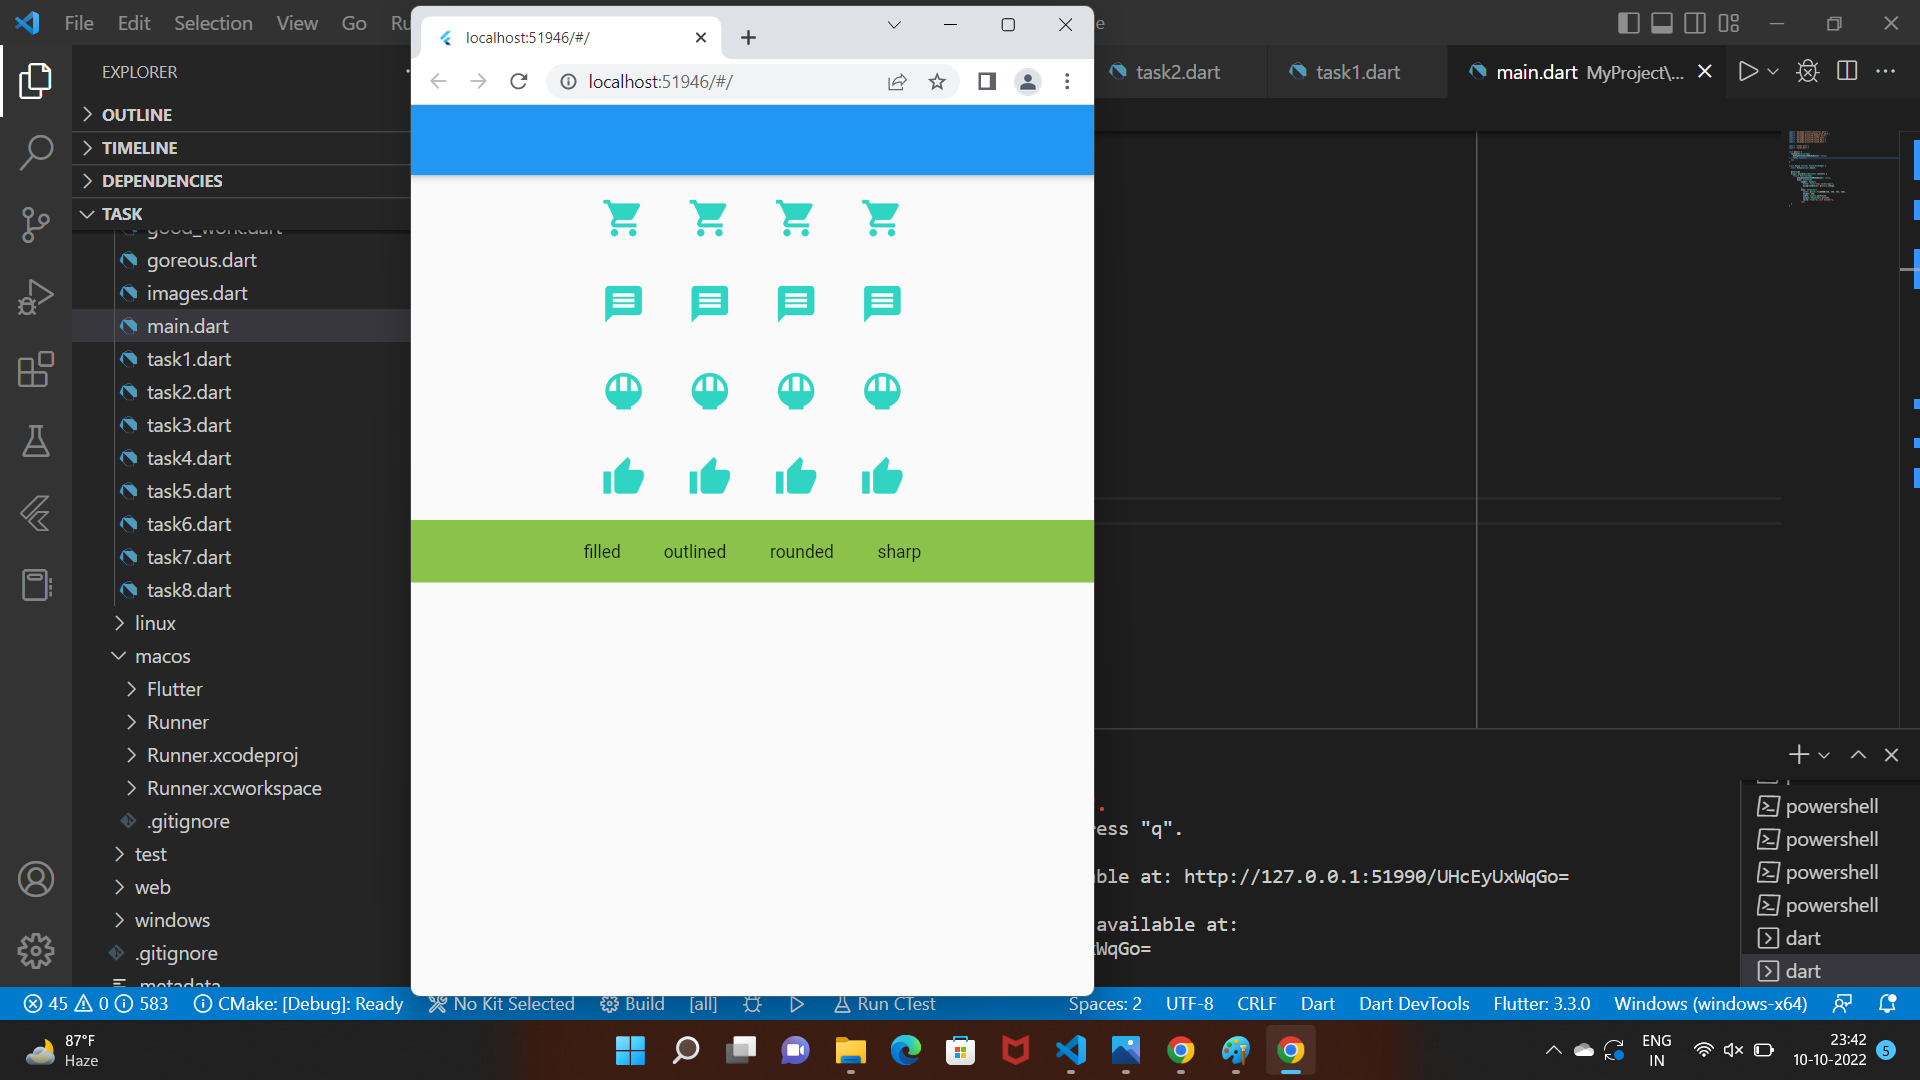 File Edit Selection View Go Ru
localhost:51946/#/
e
EXPLORER
task2.dart
task1.dart
main.dart MyProject\...
localhost:51946/#/
OUTLINE
TIMELINE
DEPENDENCIES
TASK
good_work.dart
goreous.dart
images.dart
main.dart
task1.dart
task2.dart
task3.dart
task4.dart
task5.dart
task6.dart
task7.dart
task8.dart
linux
macos
Flutter
Runner
Runner.xcodeproj
Runner.xcworkspace
.gitignore
test
web
windows
.gitignore
.metadata
filled outlined rounded sharp
.
ress "q".
ble at: http://127.0.0.1:51990/UHcEyUxWqGo=
available at:
xWqGo=
powershell
powershell
powershell
powershell
dart
dart
45 0 583 CMake: [Debug]: Ready No Kit Selected Build [all] Run CTest Spaces: 2 UTF-8 CRLF Dart Dart DevTools Flutter: 3.3.0 Windows (windows-x64)
87°F
Haze
ENG
IN
23:42
10-10-2022
5